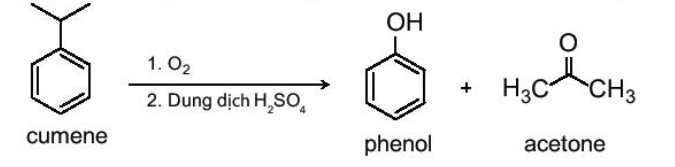 OH
O
1. O₂
2. Dung dịch H₂SO₄
+
H₃C
CH₃
cumene
phenol
acetone